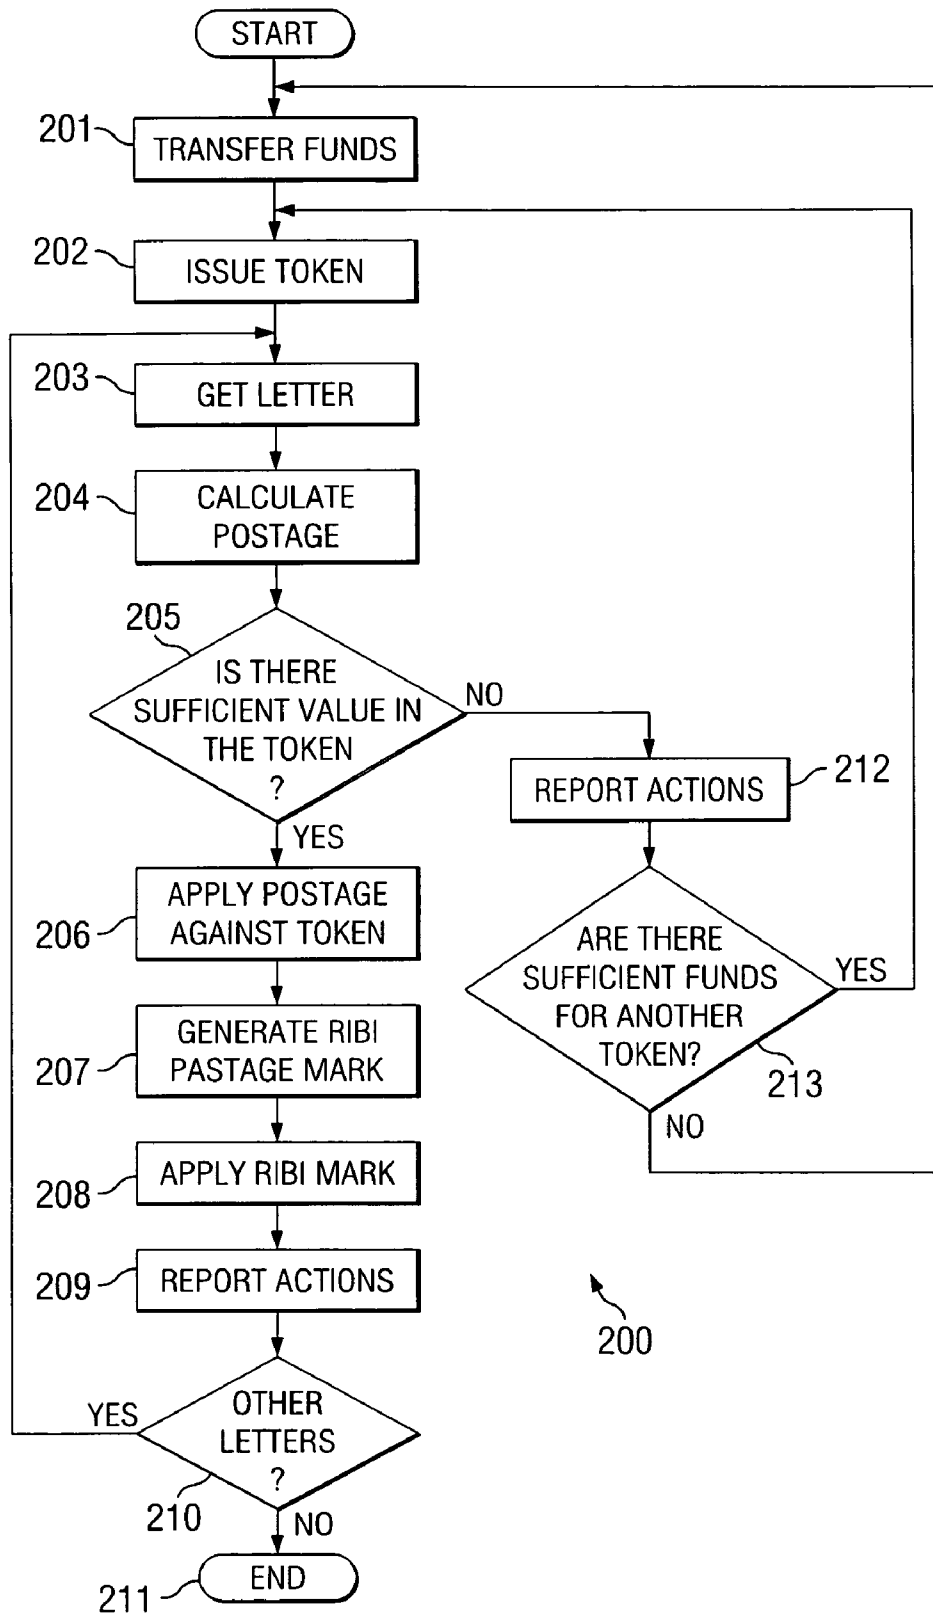 START
201
TRANSFER FUNDS
202
ISSUE TOKEN
203
GET LETTER
204
CALCULATE
POSTAGE
205
IS THERE
SUFFICIENT VALUE IN
THE TOKEN
?
NO
YES
212
REPORT ACTIONS
206
APPLY POSTAGE
AGAINST TOKEN
ARE THERE
SUFFICIENT FUNDS
FOR ANOTHER
TOKEN?
YES
213
NO
207
GENERATE RIBI
PASTAGE MARK
208
APPLY RIBI MARK
209
REPORT ACTIONS
200
OTHER
LETTERS
?
YES
210
NO
211
END